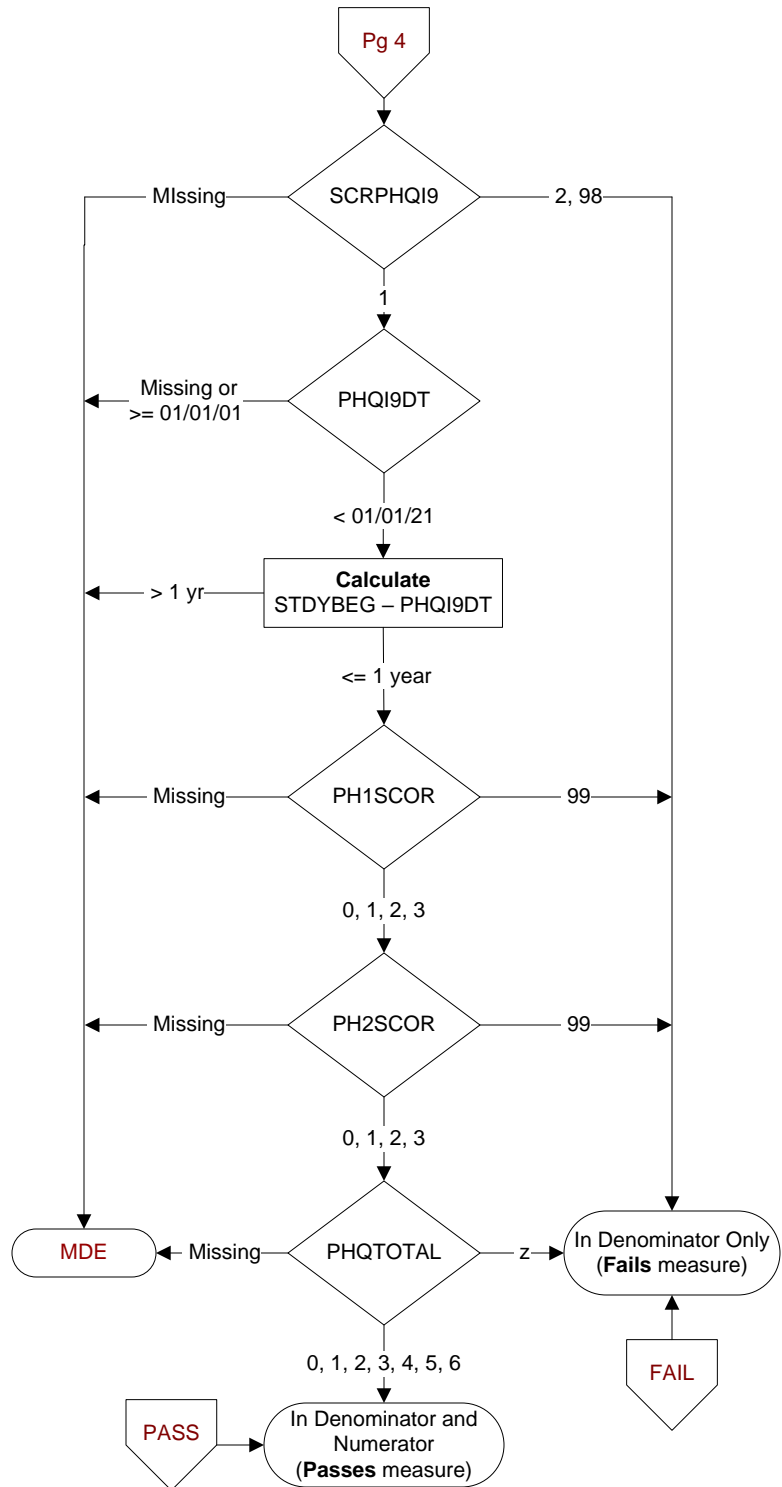 Pg 4
SCRPHQI9
MIssing
2, 98
1
PHQI9DT
Missing or
>= 01/01/01
< 01/01/21
Calculate
STDYBEG – PHQI9DT
> 1 yr
<= 1 year
PH1SCOR
Missing
99
0, 1, 2, 3
PH2SCOR
Missing
99
0, 1, 2, 3
PHQTOTAL
Missing
z
MDE
In Denominator Only
(Fails measure)
0, 1, 2, 3, 4, 5, 6
FAIL
PASS
In Denominator and
Numerator
(Passes measure)